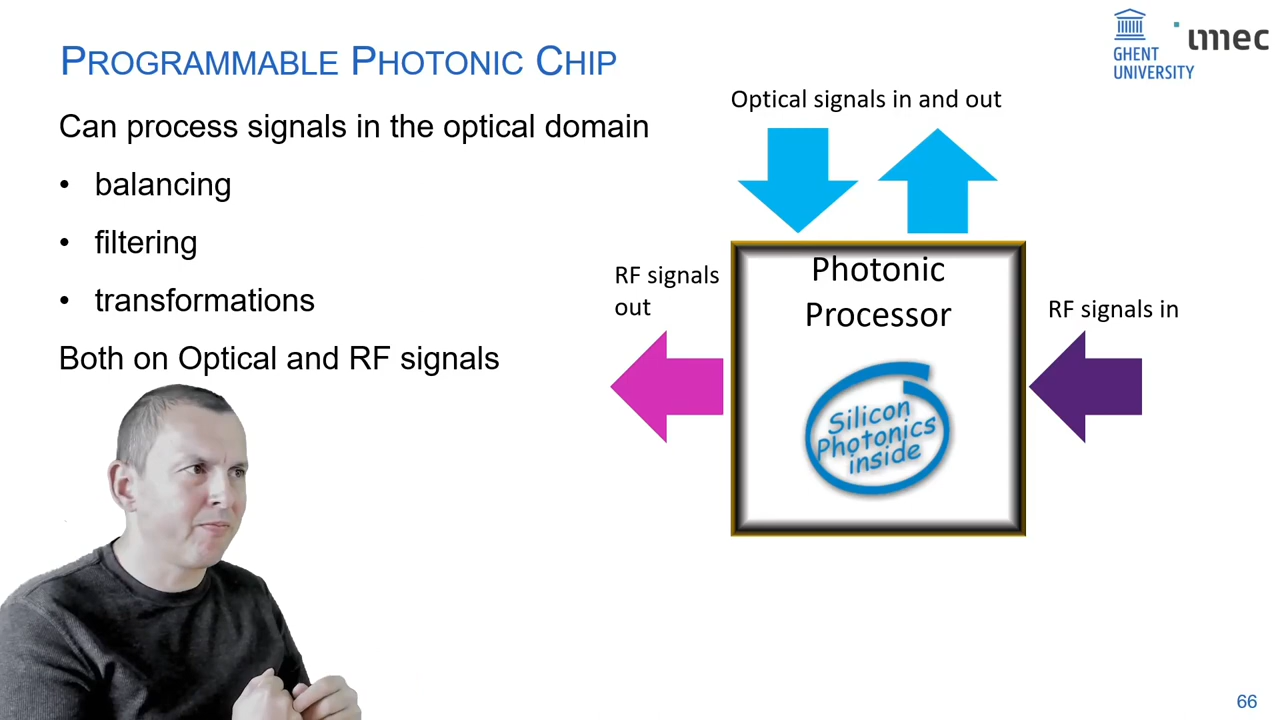 PROGRAMMABLE PHOTONIC CHIP
GHENT
UNIVERSITY
imec
Can process signals in the optical domain
• balancing
• filtering
• transformations
Both on Optical and RF signals
Optical signals in and out
RF signals
out
Photonic
Processor
RF signals in
Silicon
Photonics
inside
66